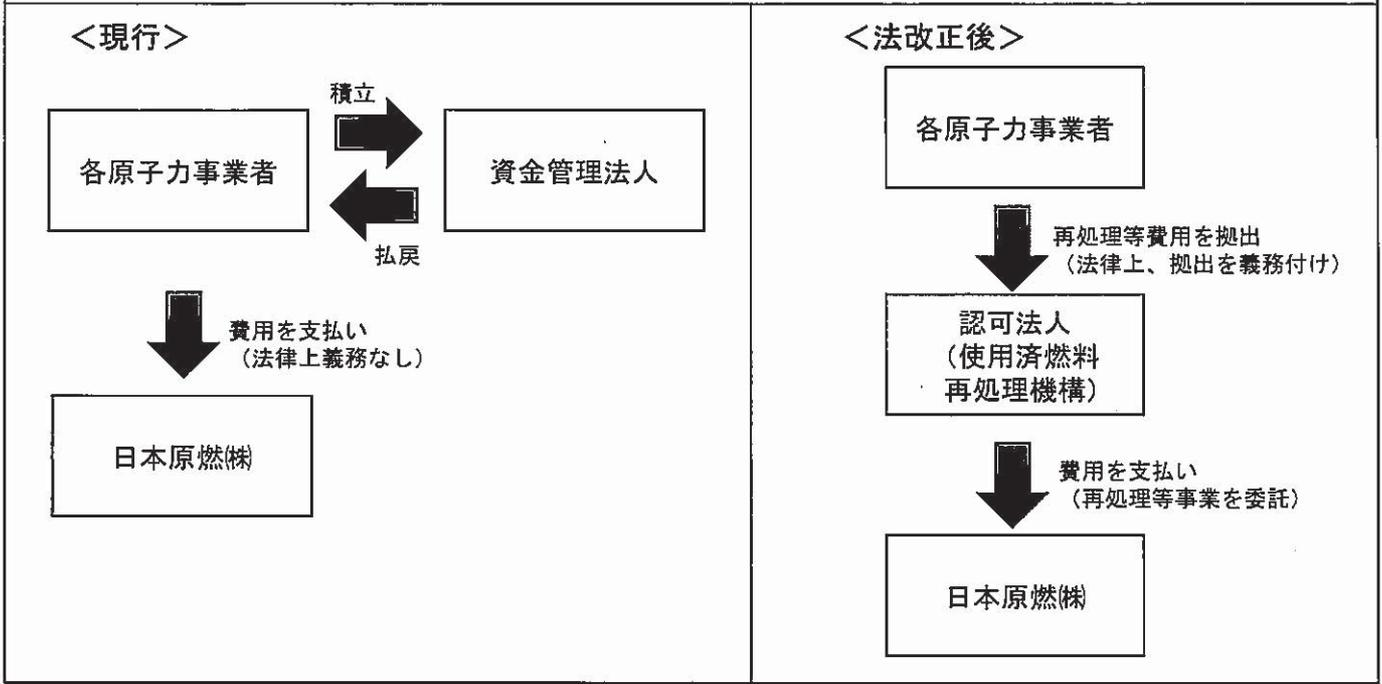 ＜現行＞
積立
各原子力事業者
資金管理法人
払戻
費用を支払い
（法律上義務なし）
日本原燃㈱
＜法改正後＞
各原子力事業者
再処理等費用を拠出
（法律上、拠出を義務付け）
認可法人
（使用済燃料
再処理機構）
費用を支払い
（再処理等事業を委託）
日本原燃㈱